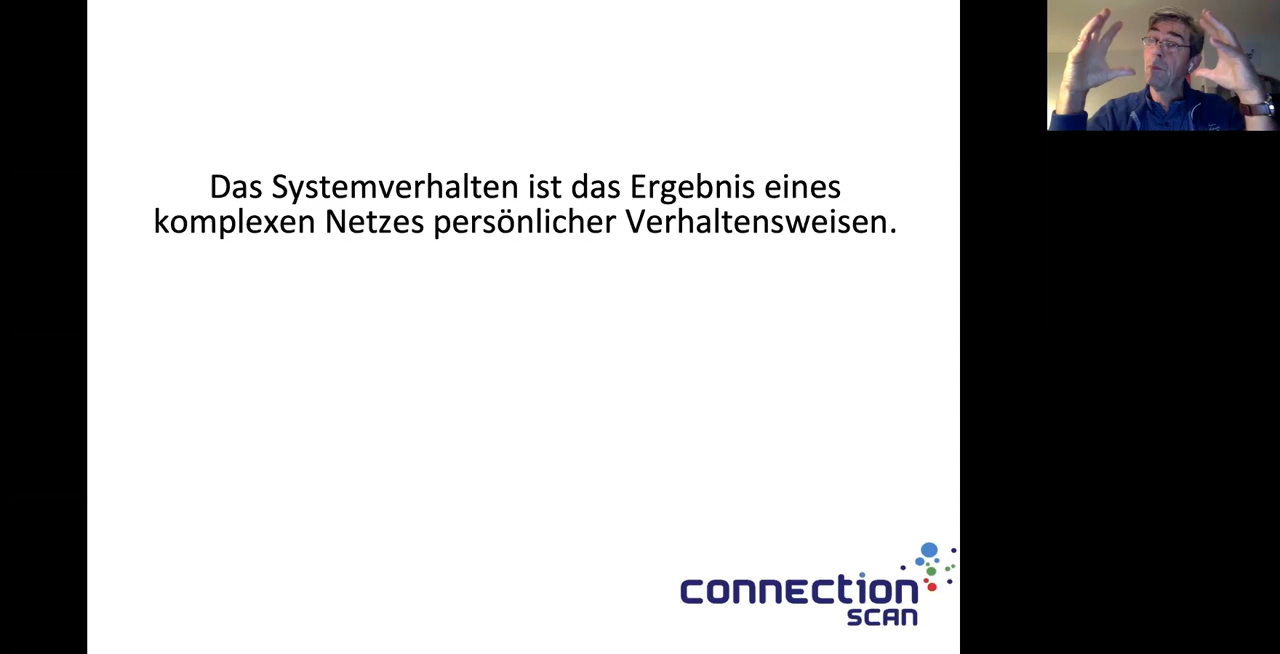 Das Systemverhalten ist das Ergebnis eines
komplexen Netzes persönlicher Verhaltensweisen.
connection
scan